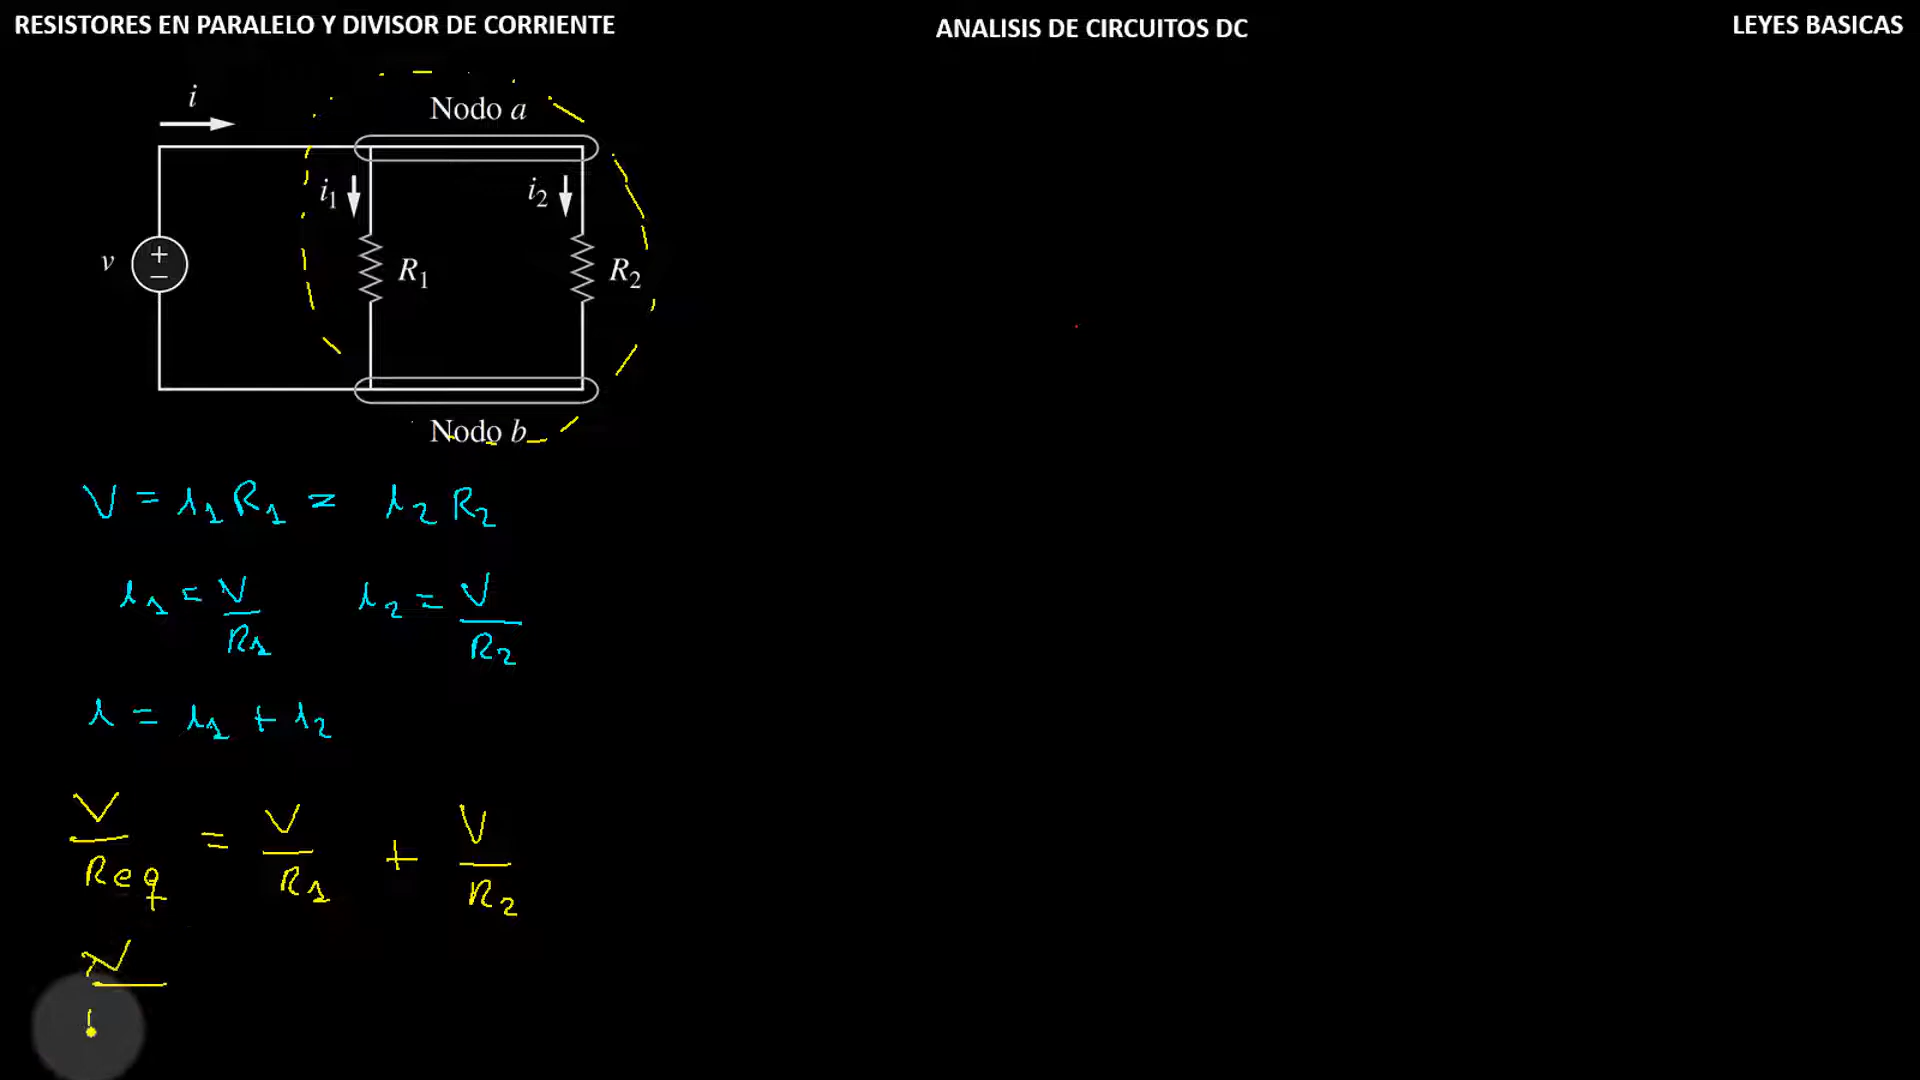 RESISTORES EN PARALELO Y DIVISOR DE CORRIENTE
ANALISIS DE CIRCUITOS DC
LEYES BASICAS
i
Nodo a
i1
i2
v
+
−
R1
R2
Nodo b
V = i1 R1 = i2 R2
i1 = V/R1 i2 = V/R2
i = i1 + i2
V/Req = V/R1 + V/R2
V